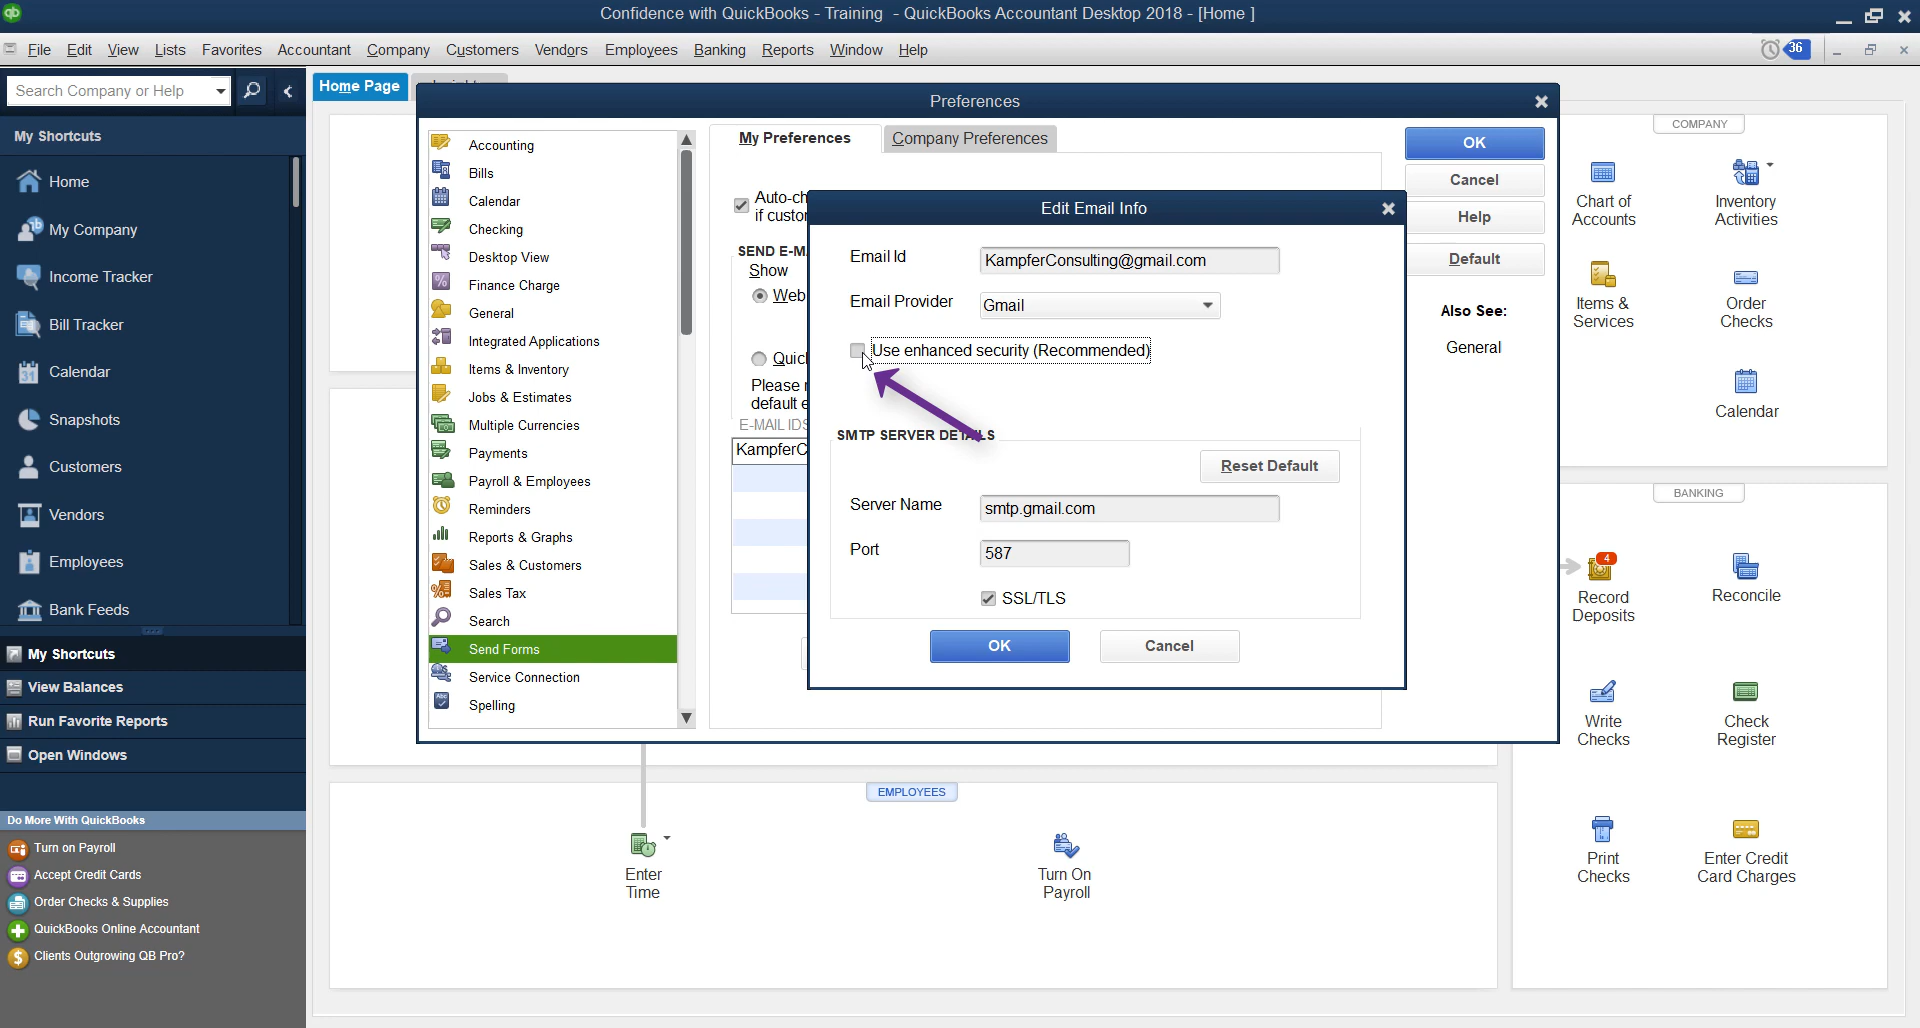 Confidence with QuickBooks - Training - QuickBooks Accountant Desktop 2018 - [Home ]
File Edit View Lists Favorites Accountant Company Customers Vendors Employees Banking Reports Window Help
36
Search Company or Help
My Shortcuts
Home
My Company
Income Tracker
Bill Tracker
Calendar
Snapshots
Customers
Vendors
Employees
Bank Feeds
My Shortcuts
View Balances
Run Favorite Reports
Open Windows
Do More With QuickBooks
Turn on Payroll
Accept Credit Cards
Order Checks & Supplies
QuickBooks Online Accountant
Clients Outgrowing QB Pro?
Home Page
Preferences
Accounting
Bills
Calendar
Checking
Desktop View
Finance Charge
General
Integrated Applications
Items & Inventory
Jobs & Estimates
Multiple Currencies
Payments
Payroll & Employees
Reminders
Reports & Graphs
Sales & Customers
Sales Tax
Search
Send Forms
Service Connection
Spelling
My Preferences
Company Preferences
Auto-ch
if custor
SEND E-MA
Show
Web
Quicl
Please r
default e
E-MAIL IDS
KampferC
OK
Cancel
Help
Default
Also See:
General
Edit Email Info
Email Id
KampferConsulting@gmail.com
Email Provider
Gmail
Use enhanced security (Recommended)
SMTP SERVER DETAILS
Reset Default
Server Name
smtp.gmail.com
Port
587
SSL/TLS
OK
Cancel
COMPANY
Chart of
Accounts
Inventory
Activities
Items &
Services
Order
Checks
Calendar
BANKING
4
Record
Deposits
Reconcile
Write
Checks
Check
Register
Print
Checks
Enter Credit
Card Charges
EMPLOYEES
Enter
Time
Turn On
Payroll